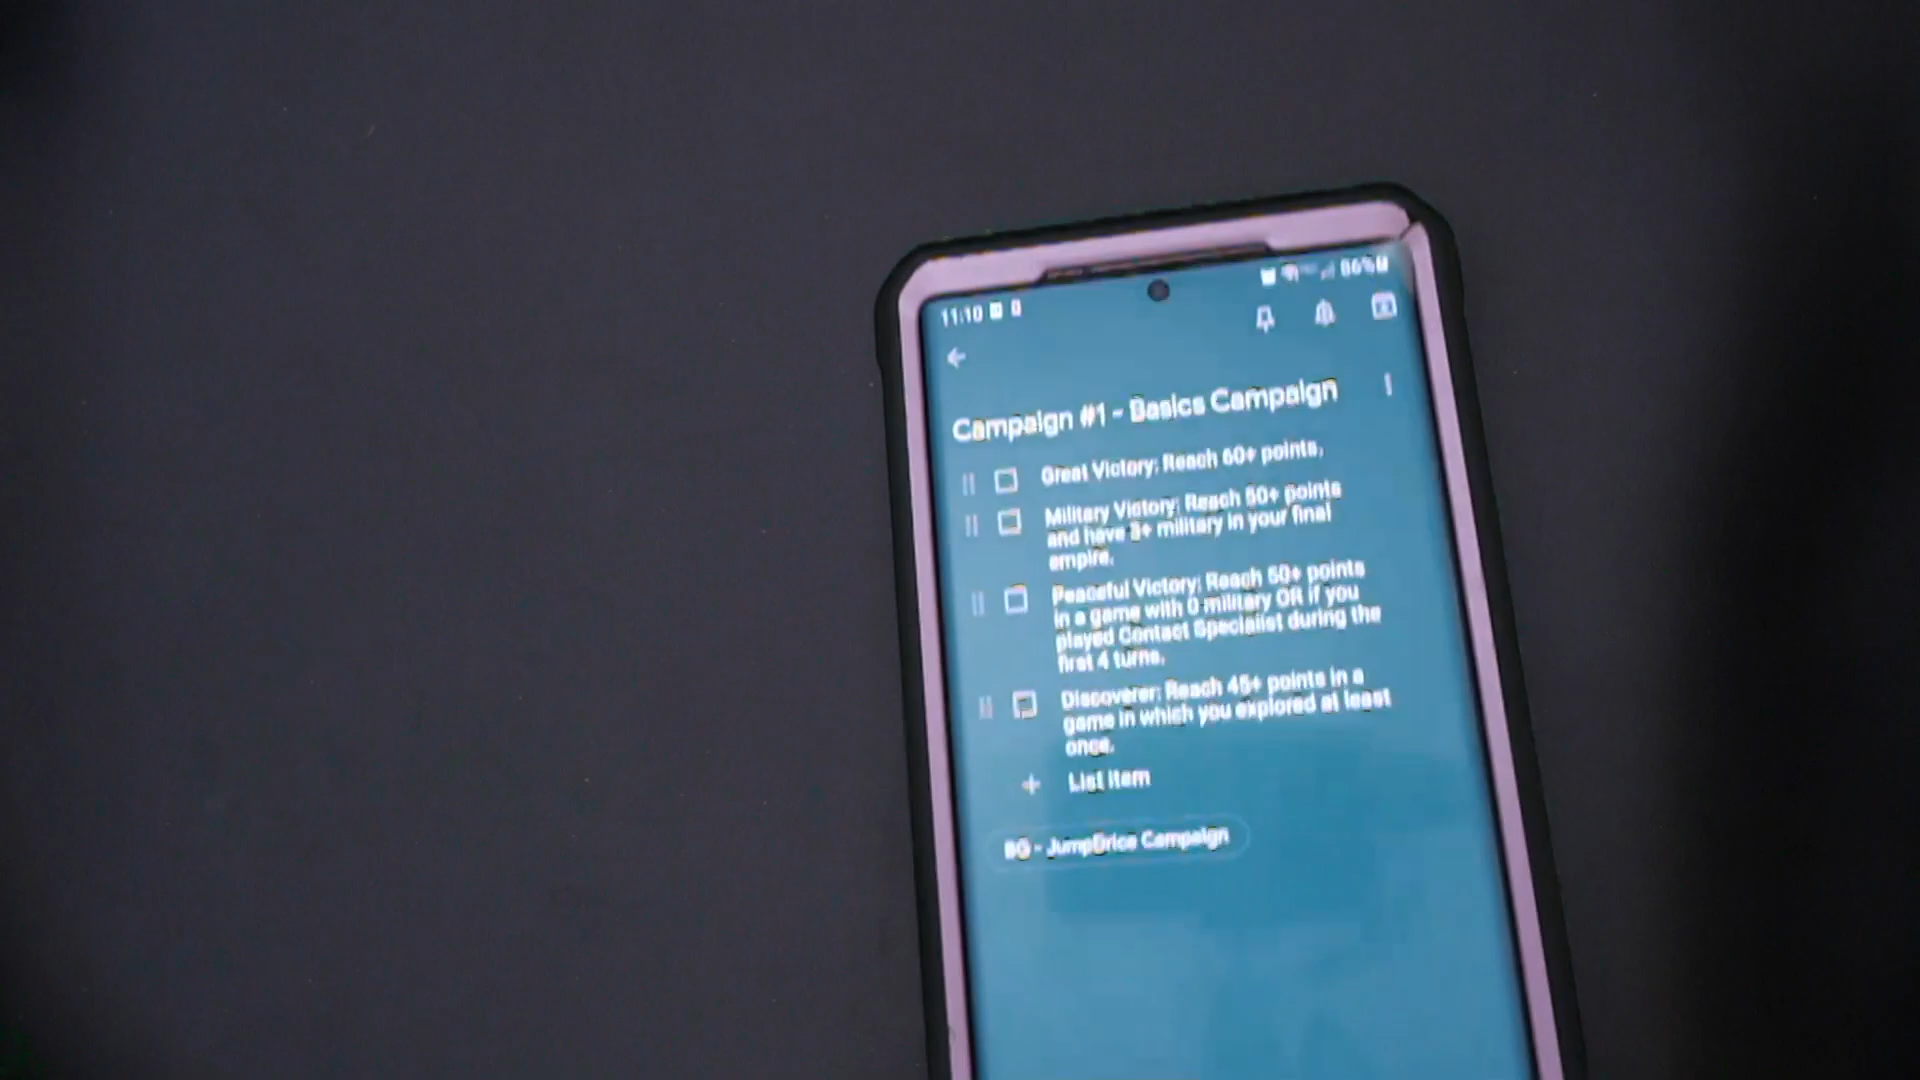 11:10
86%
Campaign #1 - Basics Campaign
Great Victory: Reach 60+ points.
Military Victory: Reach 50+ points
and have 3+ military in your final
empire.
Peaceful Victory: Reach 50+ points
in a game with 0 military OR if you
played Contact Specialist during the
first 4 turns.
Discoverer: Reach 45+ points in a
game in which you explored at least
once.
+ List item
BG - JumpDrice Campaign